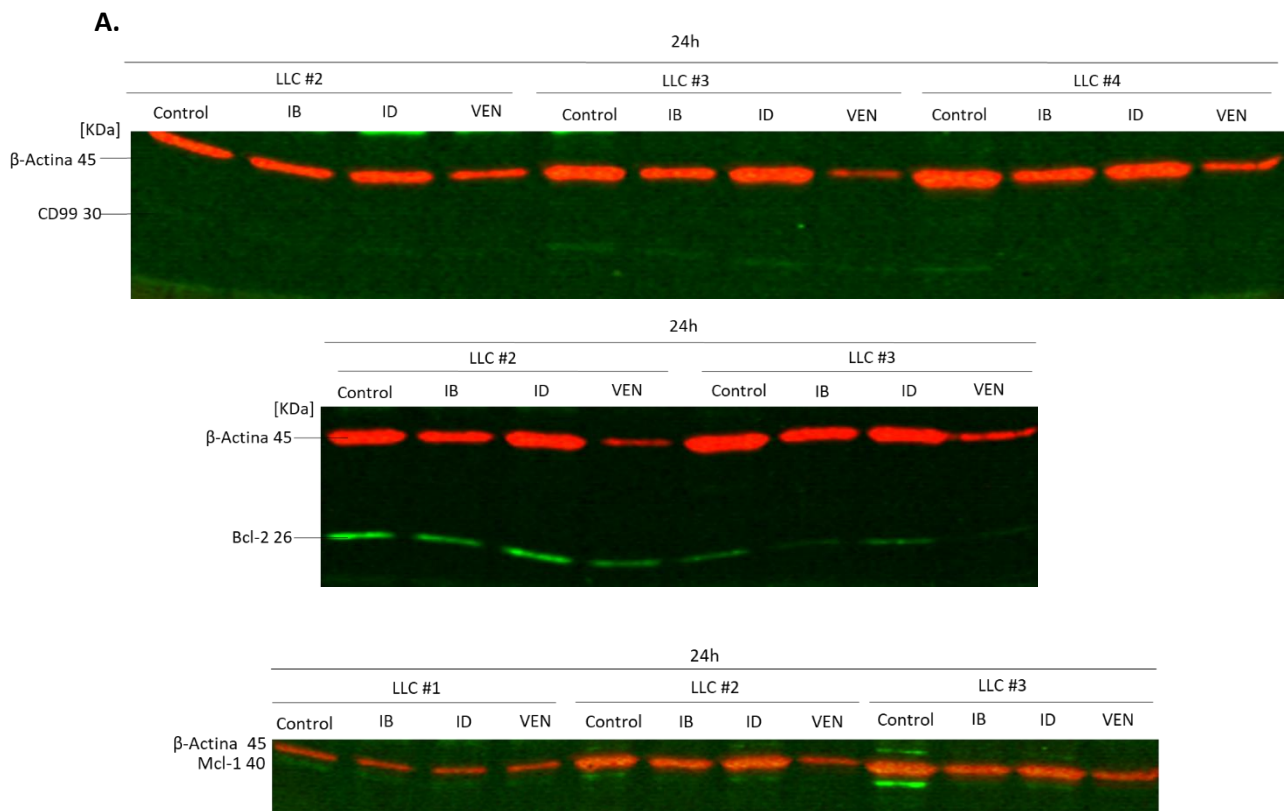 A.
24h
LLC #2 LLC #3 LLC #4
Control IB ID VEN Control IB ID VEN Control IB ID VEN
[KDa]
β-Actina 45
CD99 30
24h
LLC #2 LLC #3
Control IB ID VEN Control IB ID VEN
[KDa]
β-Actina 45
Bcl-2 26
24h
LLC #1 LLC #2 LLC #3
Control IB ID VEN Control IB ID VEN Control IB ID VEN
β-Actina 45
Mcl-1 40